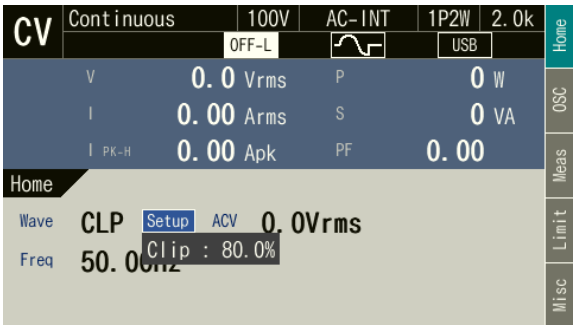 CV Continuous 100V AC-INT 1P2W 2.0k
OFF-L USB
V 0.0 Vrms P 0 W
I 0.00 Arms S 0 VA
I PK-H 0.00 Apk PF 0.00
Home
Wave CLP Setup ACV 0.0Vrms
Clip : 80.0%
Freq 50.00Hz
Home
OSC
Meas
Limit
Misc